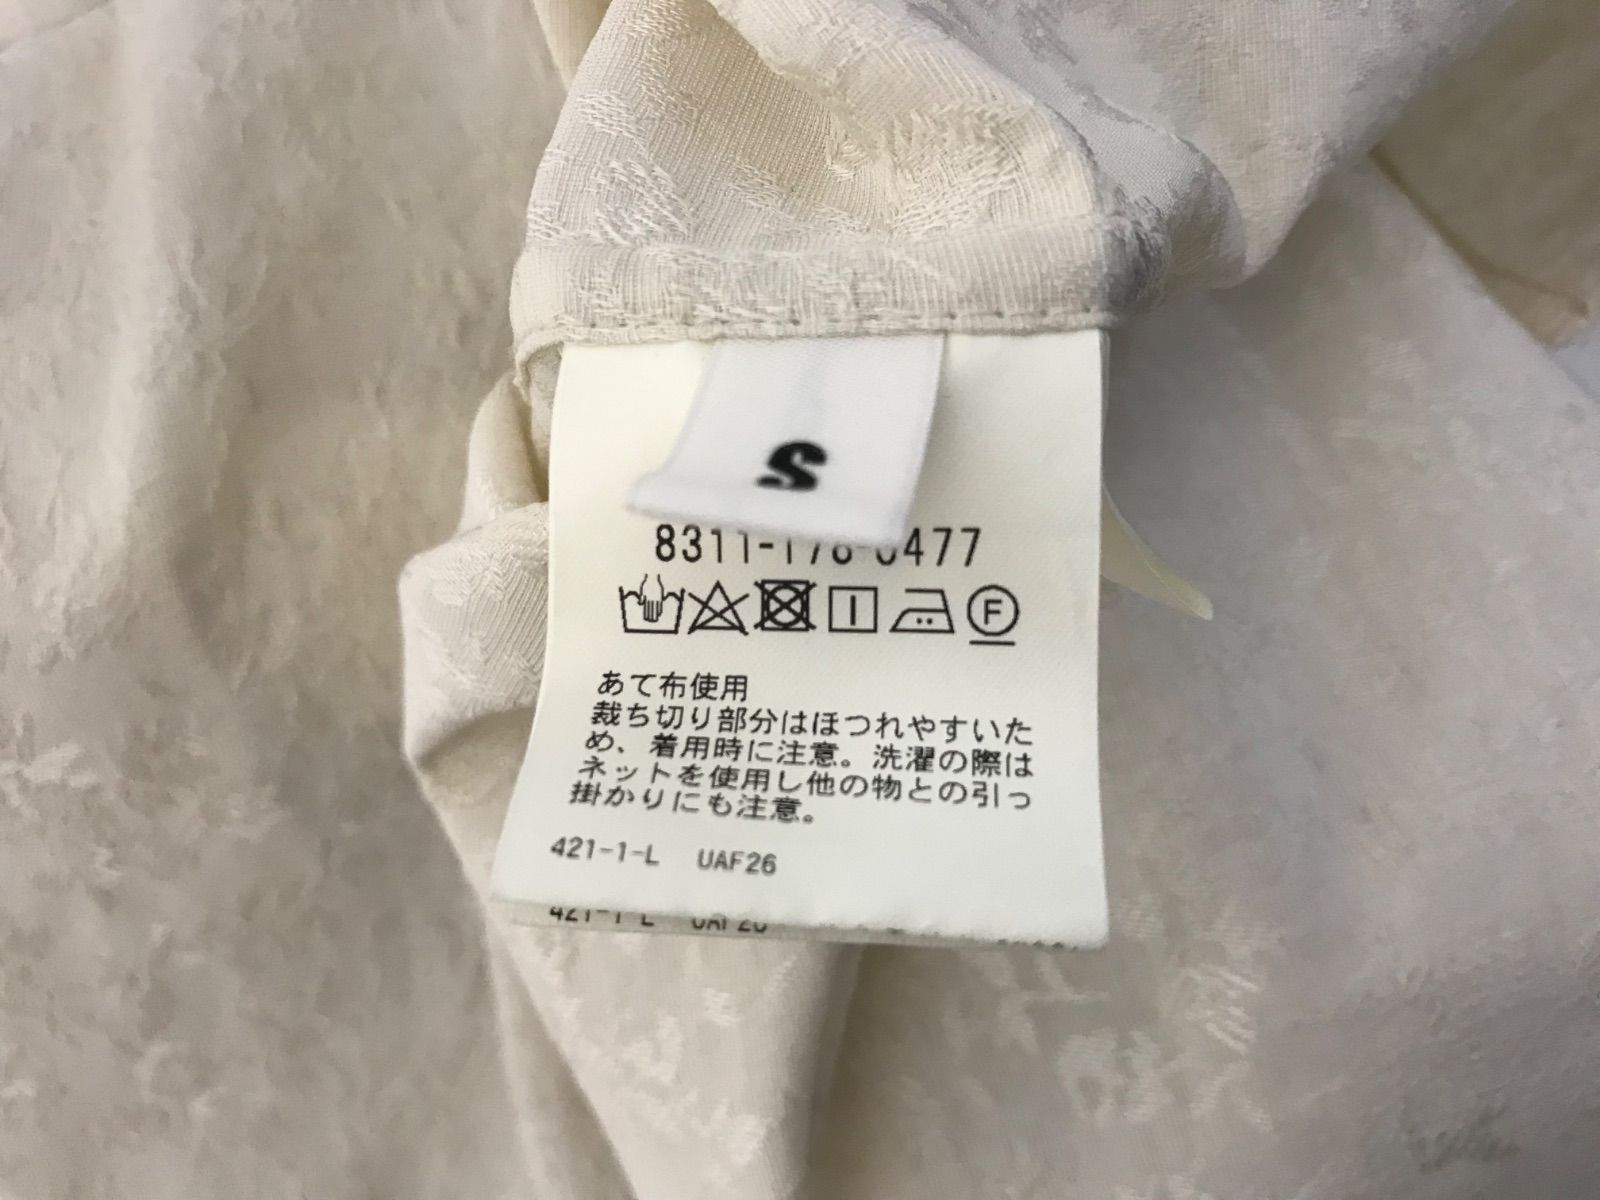 S
8311-178-0477
F
あて布使用
裁ち切り部分はほつれやすいた
め、着用時に注意。洗濯の際は
ネットを使用し他の物との引っ
掛かりにも注意。
421-1-L UAF26
421-1-L UAF26